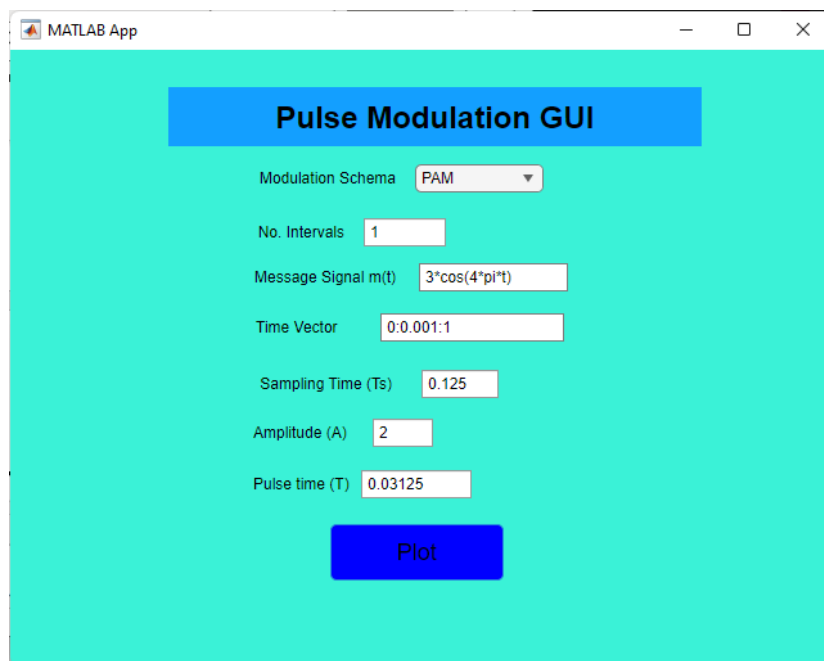 MATLAB App
Pulse Modulation GUI
Modulation Schema PAM
No. Intervals 1
Message Signal m(t) 3*cos(4*pi*t)
Time Vector 0:0.001:1
Sampling Time (Ts) 0.125
Amplitude (A) 2
Pulse time (T) 0.03125
Plot